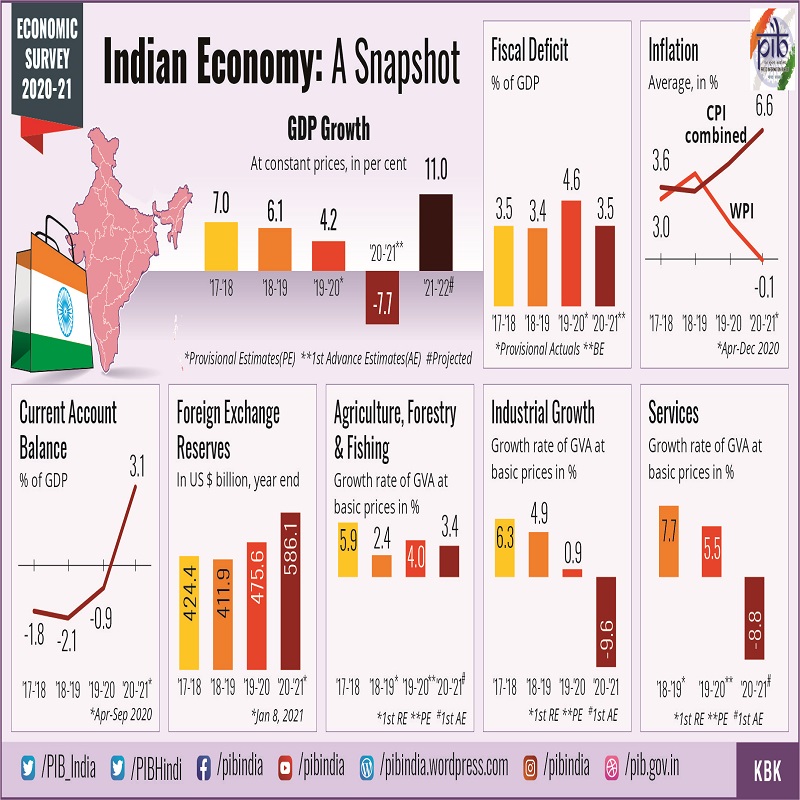 ECONOMIC
SURVEY
2020-21
Indian Economy: A Snapshot
GDP Growth
At constant prices, in per cent
7.0
6.1
4.2
'20-'21**
-7.7
11.0
'17-'18
'18-'19
'19-'20*
'21-'22#
*Provisional Estimates(PE) **1st Advance Estimates(AE) #Projected
Fiscal Deficit
% of GDP
3.5
3.4
4.6
3.5
'17-'18
'18-'19
'19-'20*
'20-'21**
*Provisional Actuals **BE
pib
Inflation
Average, in %
6.6
CPI
combined
3.6
WPI
3.0
-0.1
'17-'18
'18-'19
'19-'20
'20-'21*
*Apr-Dec 2020
Current Account
Balance
% of GDP
3.1
-1.8
-2.1
-0.9
'17-'18
'18-'19
'19-'20
'20-'21*
*Apr-Sep 2020
Foreign Exchange
Reserves
In US $ billion, year end
424.4
411.9
475.6
586.1
'17-'18
'18-'19
'19-'20
'20-'21*
*Jan 8, 2021
Agriculture, Forestry
& Fishing
Growth rate of GVA at
basic prices in %
5.9
2.4
4.0
3.4
'17-'18
'18-'19*
'19-'20**
'20-'21#
*1st RE **PE #1st AE
Industrial Growth
Growth rate of GVA at
basic prices in %
6.3
4.9
0.9
-9.6
'17-'18
'18-'19
'19-'20
'20-'21
*1st RE **PE #1st AE
Services
Growth rate of GVA at
basic prices in %
7.7
5.5
-8.8
'18-'19*
'19-'20**
'20-'21#
*1st RE **PE #1st AE
/PIB_India
/PIBHindi
/pibindia
/pibindia
/pibindia.wordpress.com
/pibindia
/pib.gov.in
KBK